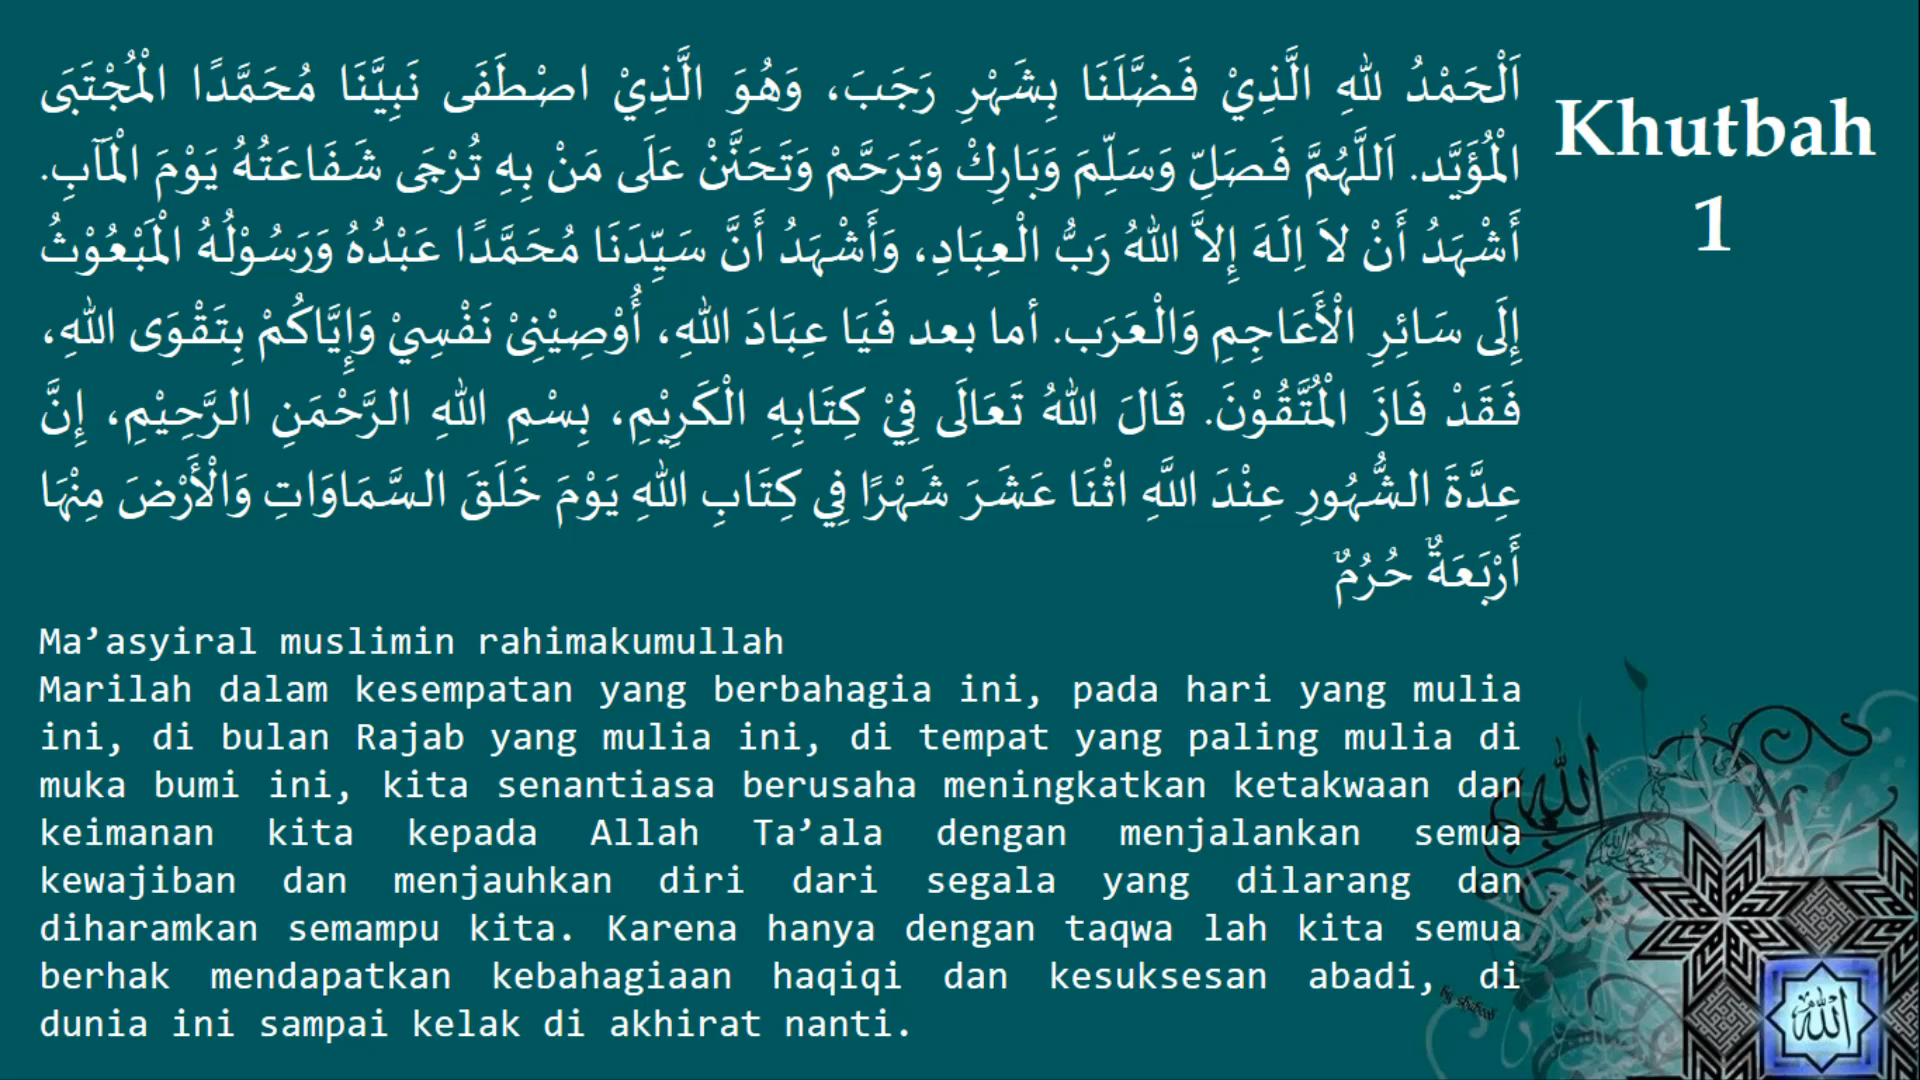 اَلْحَمْدُ للهِ الَّذِيْ فَضَّلَنَا بِشَهْرِ رَجَبَ، وَهُوَ الَّذِيْ اصْطَفَى نَبِيَّنَا مُحَمَّدًا الْمُجْتَبَى
الْمُؤَيَّد. اَللَّهُمَّ فَصَلِّ وَسَلِّمَ وَبَارِكْ وَتَرَحَّمْ وَتَحَنَّنْ عَلَى مَنْ بِهِ تُرْجَى شَفَاعَتُهُ يَوْمَ الْمَآبِ.
أَشْهَدُ أَنْ لاَ اِلَهَ إِلاَّ اللهُ رَبُّ الْعِبَادِ، وَأَشْهَدُ أَنَّ سَيِّدَنَا مُحَمَّدًا عَبْدُهُ وَرَسُوْلُهُ الْمَبْعُوْثُ
إِلَى سَائِرِ الْأَعَاجِمِ وَالْعَرَب. أما بعد فَيَا عِبَادَ اللهِ، أُوْصِيْنِىْ نَفْسِيْ وَإِيَّاكُمْ بِتَقْوَى اللهِ،
فَقَدْ فَازَ الْمُتَّقُوْنَ. قَالَ اللهُ تَعَالَى فِيْ كِتَابِهِ الْكَرِيْمِ، بِسْمِ اللهِ الرَّحْمَنِ الرَّحِيْمِ، إِنَّ
عِدَّةَ الشُّهُورِ عِنْدَ اللَّهِ اثْنَا عَشَرَ شَهْرًا فِي كِتَابِ اللهِ يَوْمَ خَلَقَ السَّمَاوَاتِ وَالْأَرْضَ مِنْهَا
أَرْبَعَةٌ حُرُمٌ
Khutbah
1
Ma’asyiral muslimin rahimakumullah
Marilah dalam kesempatan yang berbahagia ini, pada hari yang mulia
ini, di bulan Rajab yang mulia ini, di tempat yang paling mulia di
muka bumi ini, kita senantiasa berusaha meningkatkan ketakwaan dan
keimanan kita kepada Allah Ta’ala dengan menjalankan semua
kewajiban dan menjauhkan diri dari segala yang dilarang dan
diharamkan semampu kita. Karena hanya dengan taqwa lah kita semua
berhak mendapatkan kebahagiaan haqiqi dan kesuksesan abadi, di
dunia ini sampai kelak di akhirat nanti.
الله
الله